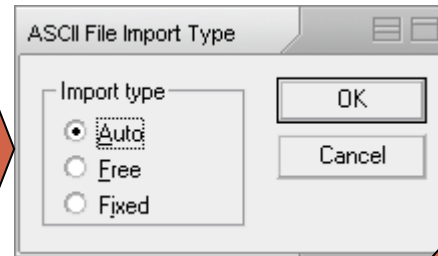 ASCII File Import Type
Import type
Auto
Free
Fixed
OK
Cancel